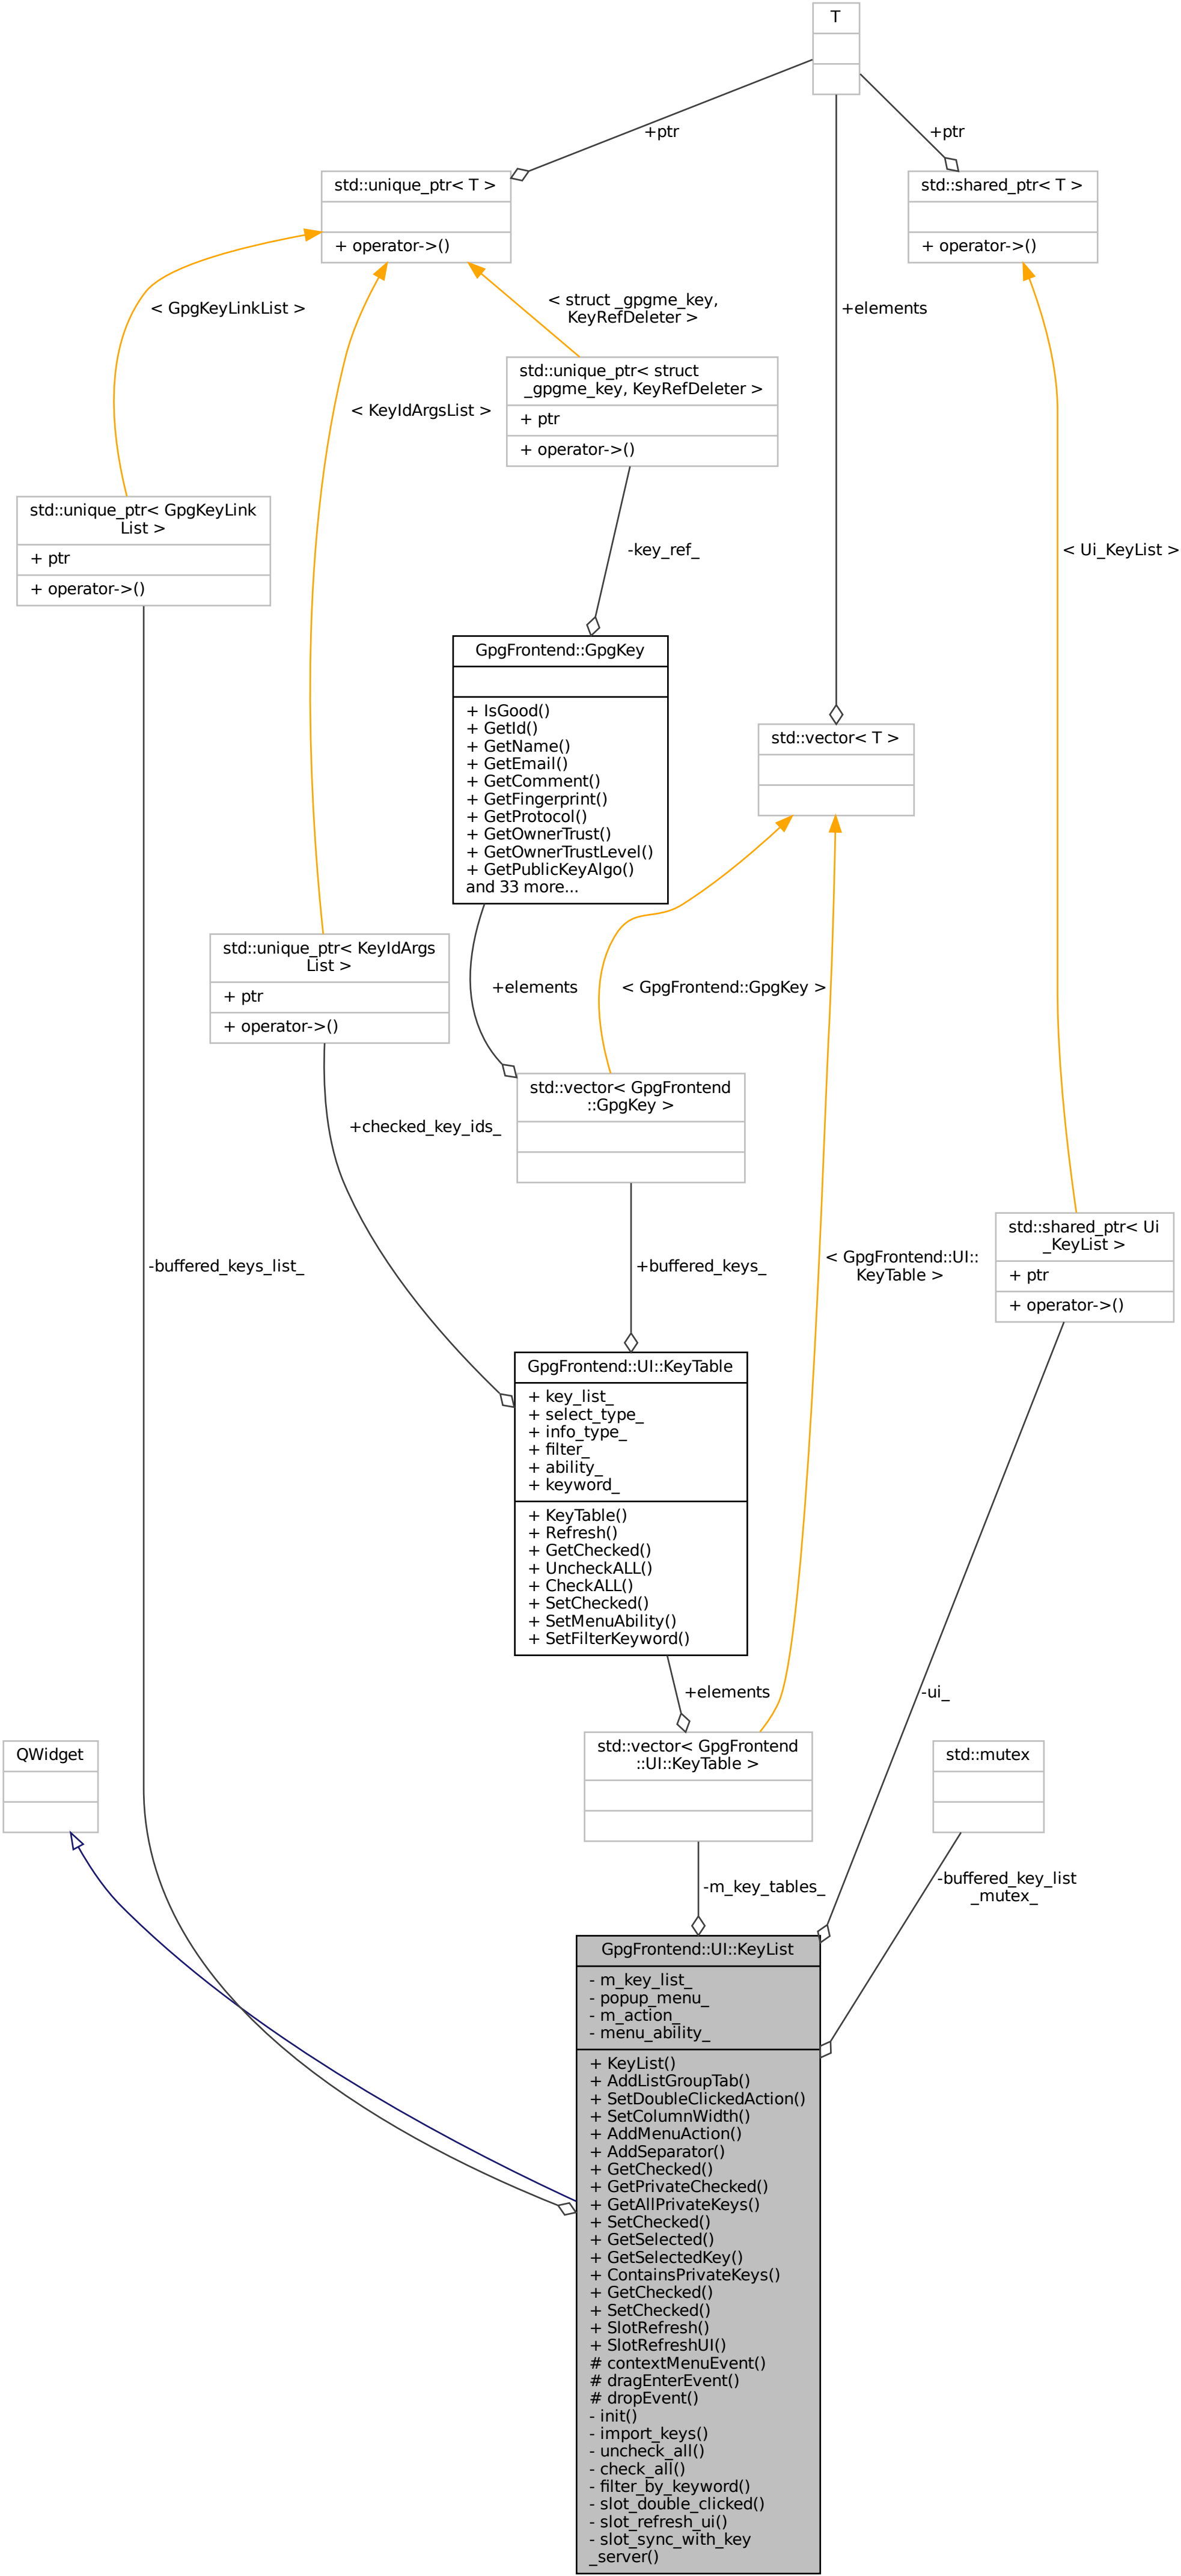 T
+ptr
+ptr
std::unique_ptr< T >
+ operator->()
std::shared_ptr< T >
+ operator->()
< GpgKeyLinkList >
< struct _gpgme_key,
KeyRefDeleter >
+elements
std::unique_ptr< struct
_gpgme_key, KeyRefDeleter >
+ ptr
+ operator->()
< KeyIdArgsList >
std::unique_ptr< GpgKeyLink
List >
+ ptr
+ operator->()
-key_ref_
< Ui_KeyList >
GpgFrontend::GpgKey
+ IsGood()
+ GetId()
+ GetName()
+ GetEmail()
+ GetComment()
+ GetFingerprint()
+ GetProtocol()
+ GetOwnerTrust()
+ GetOwnerTrustLevel()
+ GetPublicKeyAlgo()
and 33 more...
std::vector< T >
std::unique_ptr< KeyIdArgs
List >
+ ptr
+ operator->()
+elements
< GpgFrontend::GpgKey >
std::vector< GpgFrontend
::GpgKey >
+checked_key_ids_
-buffered_keys_list_
+buffered_keys_
< GpgFrontend::UI::
KeyTable >
std::shared_ptr< Ui
_KeyList >
+ ptr
+ operator->()
GpgFrontend::UI::KeyTable
+ key_list_
+ select_type_
+ info_type_
+ filter_
+ ability_
+ keyword_
+ KeyTable()
+ Refresh()
+ GetChecked()
+ UncheckALL()
+ CheckALL()
+ SetChecked()
+ SetMenuAbility()
+ SetFilterKeyword()
+elements
-ui_
QWidget
std::vector< GpgFrontend
::UI::KeyTable >
std::mutex
-m_key_tables_
-buffered_key_list
_mutex_
GpgFrontend::UI::KeyList
- m_key_list_
- popup_menu_
- m_action_
- menu_ability_
+ KeyList()
+ AddListGroupTab()
+ SetDoubleClickedAction()
+ SetColumnWidth()
+ AddMenuAction()
+ AddSeparator()
+ GetChecked()
+ GetPrivateChecked()
+ GetAllPrivateKeys()
+ SetChecked()
+ GetSelected()
+ GetSelectedKey()
+ ContainsPrivateKeys()
+ GetChecked()
+ SetChecked()
+ SlotRefresh()
+ SlotRefreshUI()
# contextMenuEvent()
# dragEnterEvent()
# dropEvent()
- init()
- import_keys()
- uncheck_all()
- check_all()
- filter_by_keyword()
- slot_double_clicked()
- slot_refresh_ui()
- slot_sync_with_key
_server()